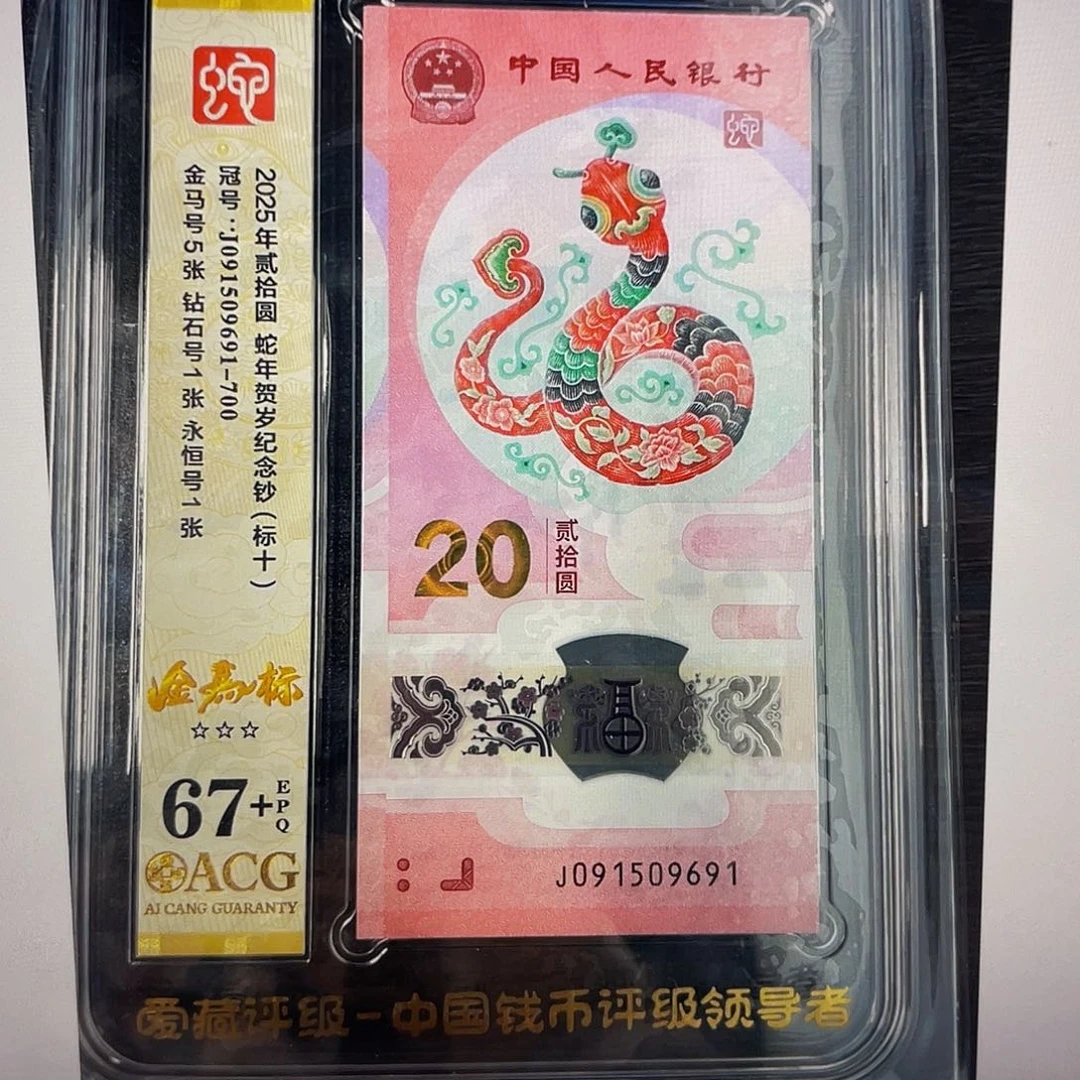 蛇
2025年贰拾圆 蛇年贺岁纪念钞(标十)
冠号:J091509691-700
金马号5张 钻石号1张 永恒号1张
金马标
☆☆☆
67+EPQ
ACG
AI CANG GUARANTY
中国人民银行
蛇
20
贰拾圆
福
J091509691
爱藏评级-中国钱币评级领导者